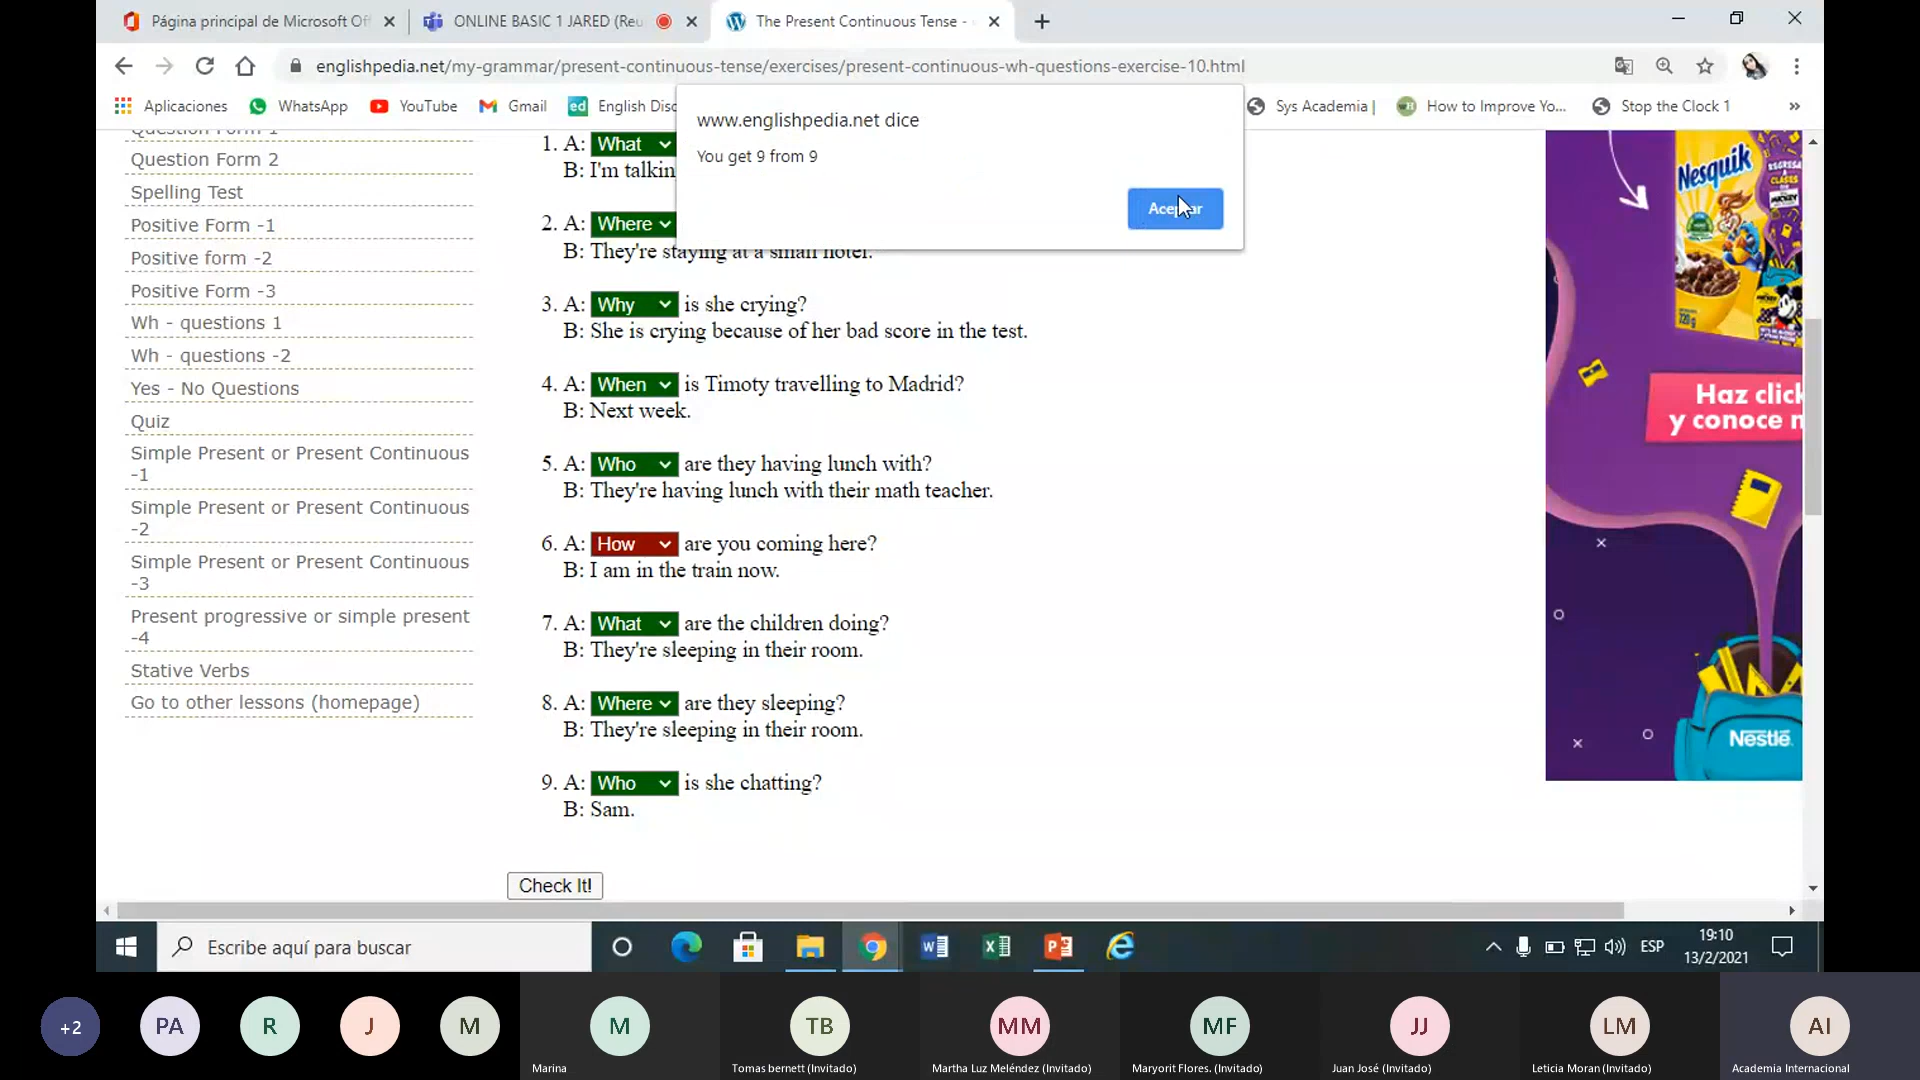 Página principal de Microsoft Of
ONLINE BASIC 1 JARED (Reu
The Present Continuous Tense -
englishpedia.net/my-grammar/present-continuous-tense/exercises/present-continuous-wh-questions-exercise-10.html
Aplicaciones
WhatsApp
YouTube
Gmail
English Disc
Sys Academia |
How to Improve Yo...
Stop the Clock 1
»
www.englishpedia.net dice
You get 9 from 9
Aceptar
Question Form 1
Question Form 2
Spelling Test
Positive Form -1
Positive form -2
Positive Form -3
Wh - questions 1
Wh - questions -2
Yes - No Questions
Quiz
Simple Present or Present Continuous
-1
Simple Present or Present Continuous
-2
Simple Present or Present Continuous
-3
Present progressive or simple present
-4
Stative Verbs
Go to other lessons (homepage)
1. A: What
B: I'm talkin
2. A: Where
B: They're staying at a small hotel.
3. A: Why is she crying?
B: She is crying because of her bad score in the test.
4. A: When is Timoty travelling to Madrid?
B: Next week.
5. A: Who are they having lunch with?
B: They're having lunch with their math teacher.
6. A: How are you coming here?
B: I am in the train now.
7. A: What are the children doing?
B: They're sleeping in their room.
8. A: Where are they sleeping?
B: They're sleeping in their room.
9. A: Who is she chatting?
B: Sam.
Check It!
Nesquik
Haz click
y conoce
Nestlé
Escribe aquí para buscar
ESP
19:10
13/2/2021
+2
PA
R
J
M
M
TB
MM
MF
JJ
LM
AI
Marina
Tomas bernett (Invitado)
Martha Luz Meléndez (Invitado)
Maryorit Flores. (Invitado)
Juan José (Invitado)
Leticia Moran (Invitado)
Academia Internacional